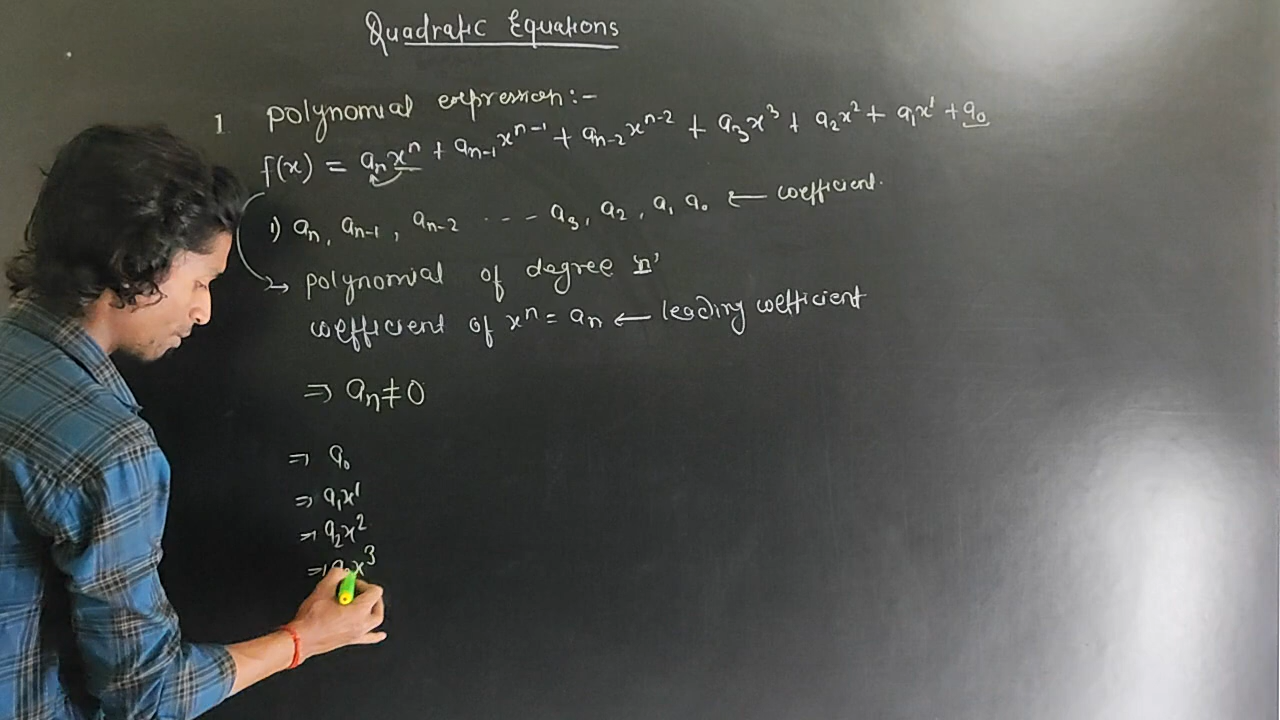 Quadratic Equations
1 polynomial expression:-
f(x) = aₙxⁿ + aₙ₋₁xⁿ⁻¹ + aₙ₋₂xⁿ⁻² + a₃x³ + a₂x² + a₁x¹ + a₀
1) aₙ, aₙ₋₁, aₙ₋₂ ---- a₃, a₂, a₁ a₀ ← coefficient.
→ polynomial of degree 'n'
coefficient of xⁿ = aₙ ← leading coefficient
⇒ aₙ ≠ 0
⇒ a₀
⇒ a₁x¹
⇒ a₂x²
⇒ a₃x³